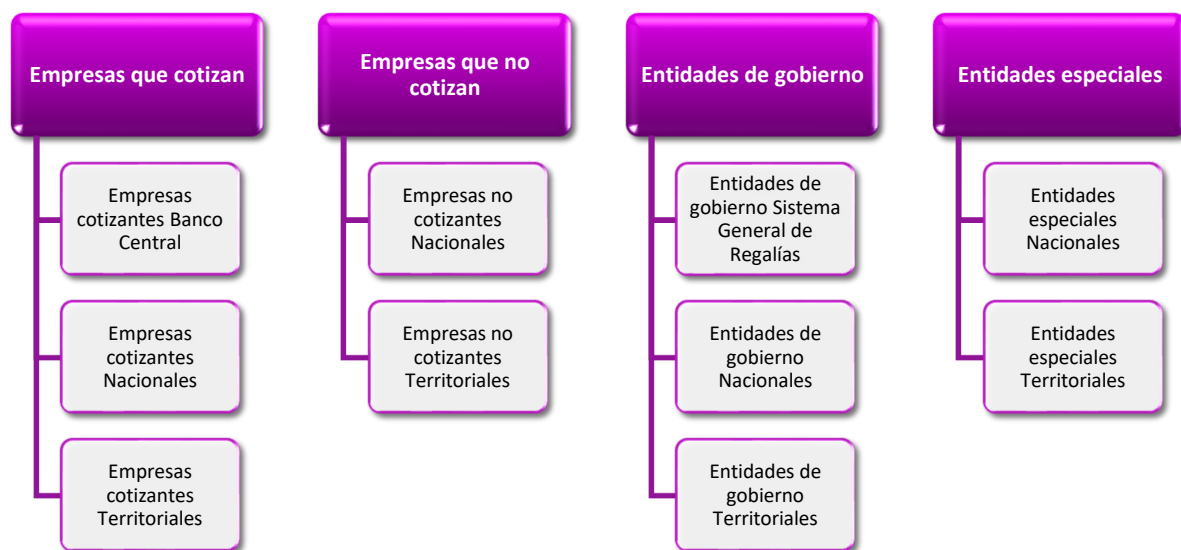 Empresas que cotizan
Empresas
cotizantes Banco
Central
Empresas
cotizantes
Nacionales
Empresas
cotizantes
Territoriales
Empresas que no
cotizan
Empresas no
cotizantes
Nacionales
Empresas no
cotizantes
Territoriales
Entidades de gobierno
Entidades de
gobierno Sistema
General de
Regalías
Entidades de
gobierno
Nacionales
Entidades de
gobierno
Territoriales
Entidades especiales
Entidades
especiales
Nacionales
Entidades
especiales
Territoriales